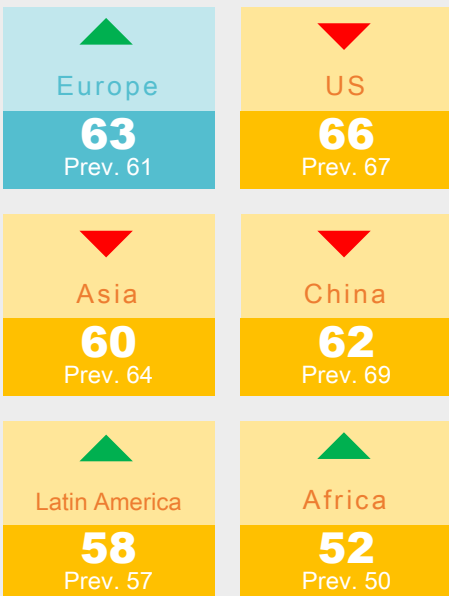 Europe
63
Prev. 61
US
66
Prev. 67
Asia
60
Prev. 64
China
62
Prev. 69
Latin America
58
Prev. 57
Africa
52
Prev. 50